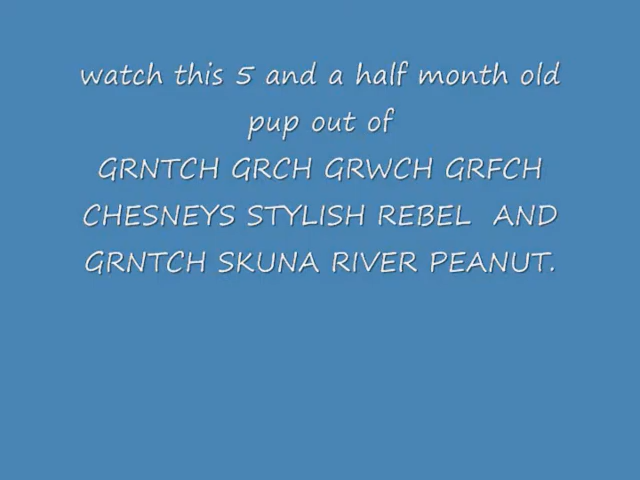 watch this 5 and a half month old
pup out of
GRNTCH GRCH GRWCH GRFCH
CHESNEYS STYLISH REBEL AND
GRNTCH SKUNA RIVER PEANUT.